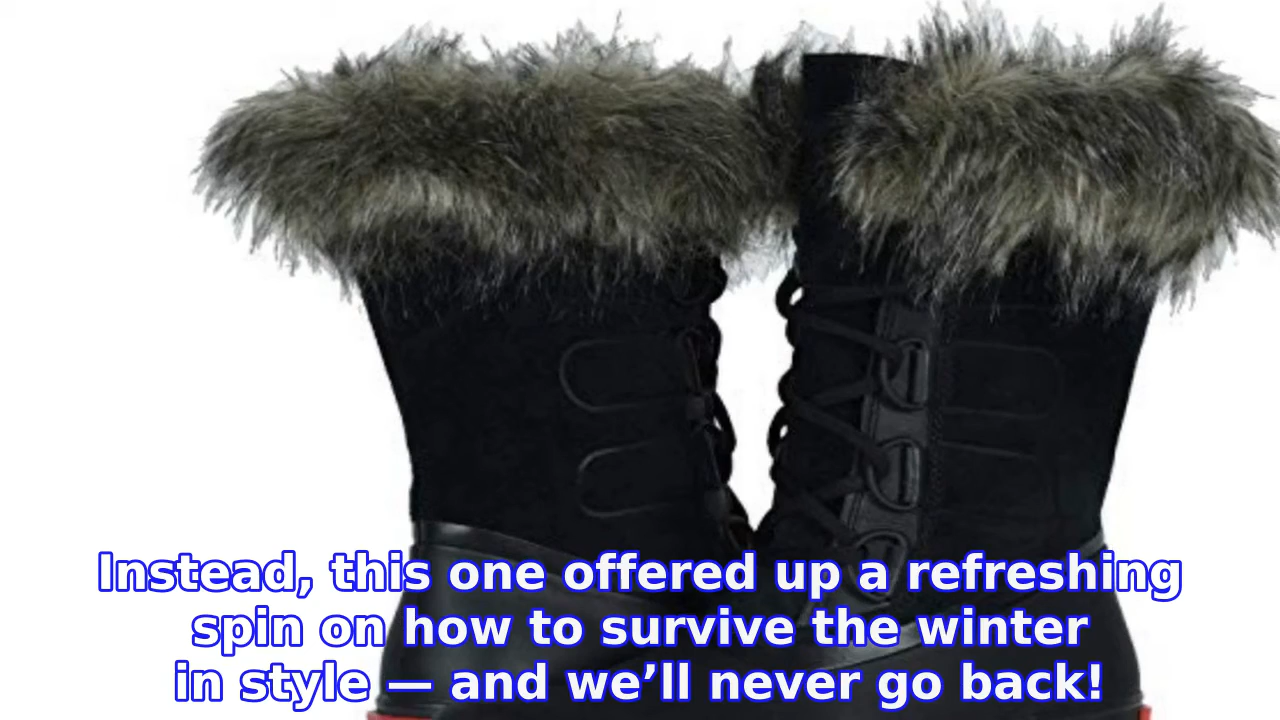 Instead, this one offered up a refreshing
spin on how to survive the winter
in style — and we’ll never go back!